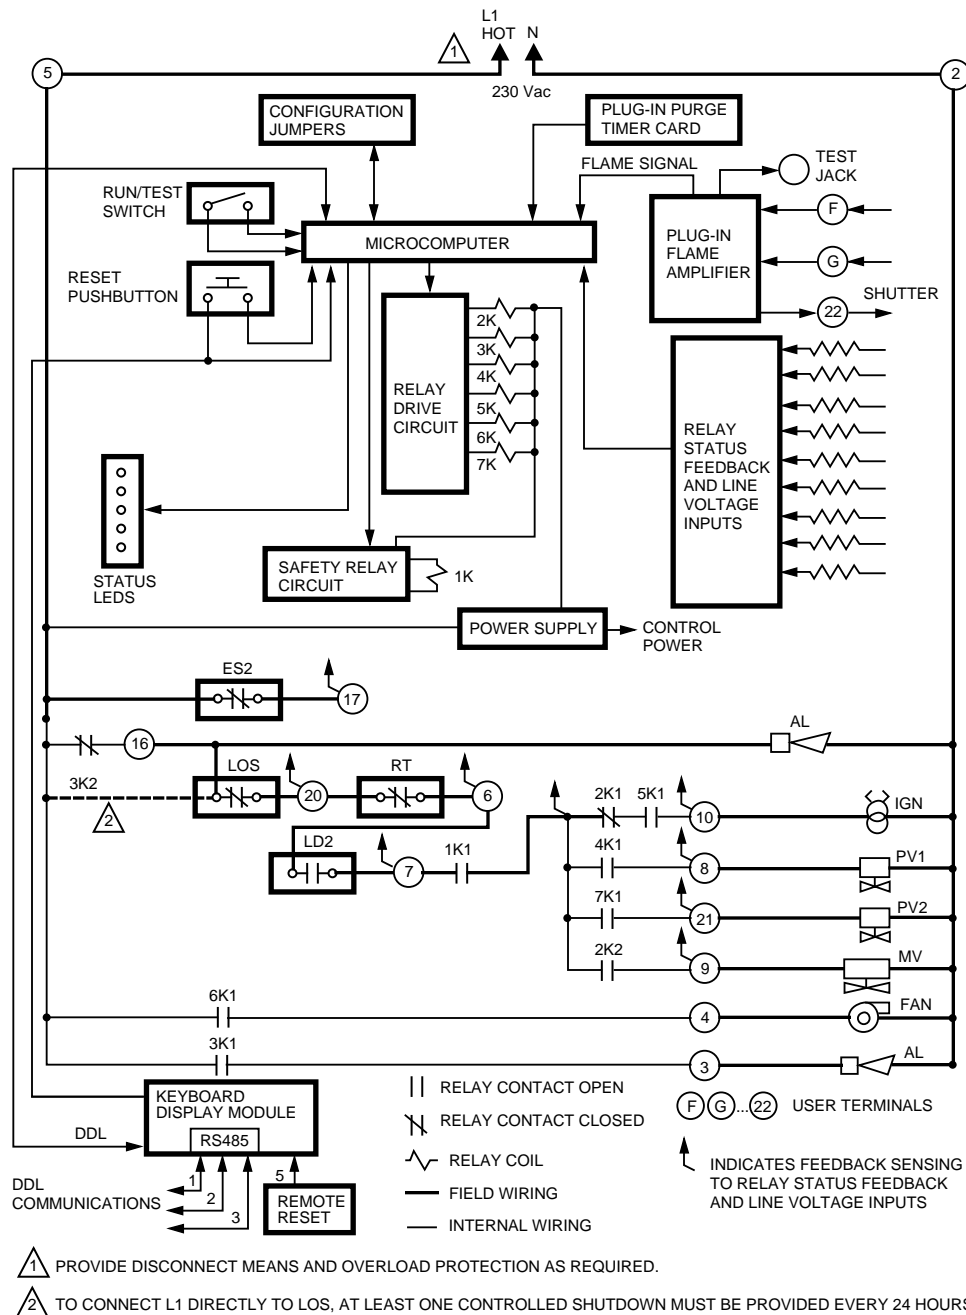 L1
HOT N
1
5
2
230 Vac
CONFIGURATION
JUMPERS
PLUG-IN PURGE
TIMER CARD
FLAME SIGNAL
TEST
JACK
RUN/TEST
SWITCH
MICROCOMPUTER
PLUG-IN
FLAME
AMPLIFIER
F
G
22
SHUTTER
RESET
PUSHBUTTON
2K
3K
4K
5K
6K
7K
RELAY
DRIVE
CIRCUIT
RELAY
STATUS
FEEDBACK
AND LINE
VOLTAGE
INPUTS
STATUS
LEDS
SAFETY RELAY
CIRCUIT
1K
POWER SUPPLY
CONTROL
POWER
ES2
17
16
AL
3K2
2
LOS
20
RT
6
LD2
7
1K1
2K1
5K1
10
IGN
4K1
8
PV1
7K1
21
PV2
2K2
9
MV
6K1
4
FAN
3K1
3
AL
KEYBOARD
DISPLAY MODULE
RS485
DDL
DDL
COMMUNICATIONS
1
2
3
5
REMOTE
RESET
RELAY CONTACT OPEN
RELAY CONTACT CLOSED
RELAY COIL
FIELD WIRING
INTERNAL WIRING
F G ... 22 USER TERMINALS
INDICATES FEEDBACK SENSING
TO RELAY STATUS FEEDBACK
AND LINE VOLTAGE INPUTS
1 PROVIDE DISCONNECT MEANS AND OVERLOAD PROTECTION AS REQUIRED.
2 TO CONNECT L1 DIRECTLY TO LOS, AT LEAST ONE CONTROLLED SHUTDOWN MUST BE PROVIDED EVERY 24 HOURS